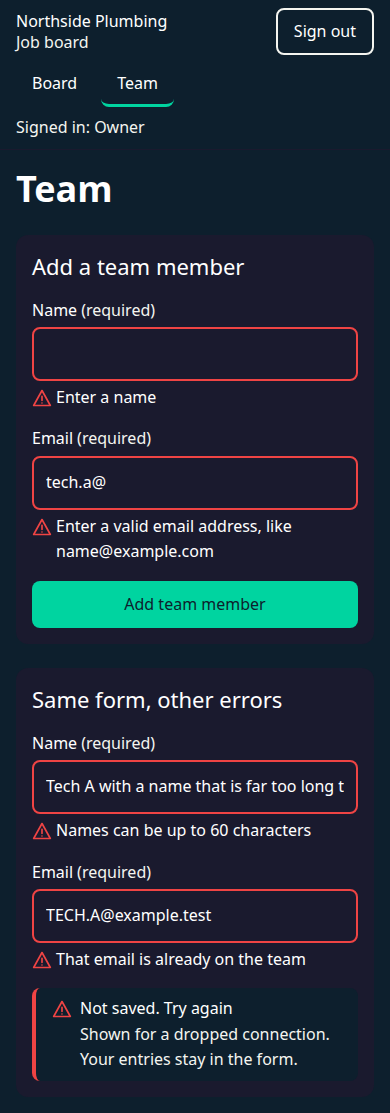 Northside Plumbing
Job board
Sign out
Board
Team
Signed in: Owner
Team
Add a team member
Name (required)
Enter a name
Email (required)
tech.a@
Enter a valid email address, like
name@example.com
Add team member
Same form, other errors
Name (required)
Tech A with a name that is far too long t
Names can be up to 60 characters
Email (required)
TECH.A@example.test
That email is already on the team
Not saved. Try again
Shown for a dropped connection.
Your entries stay in the form.